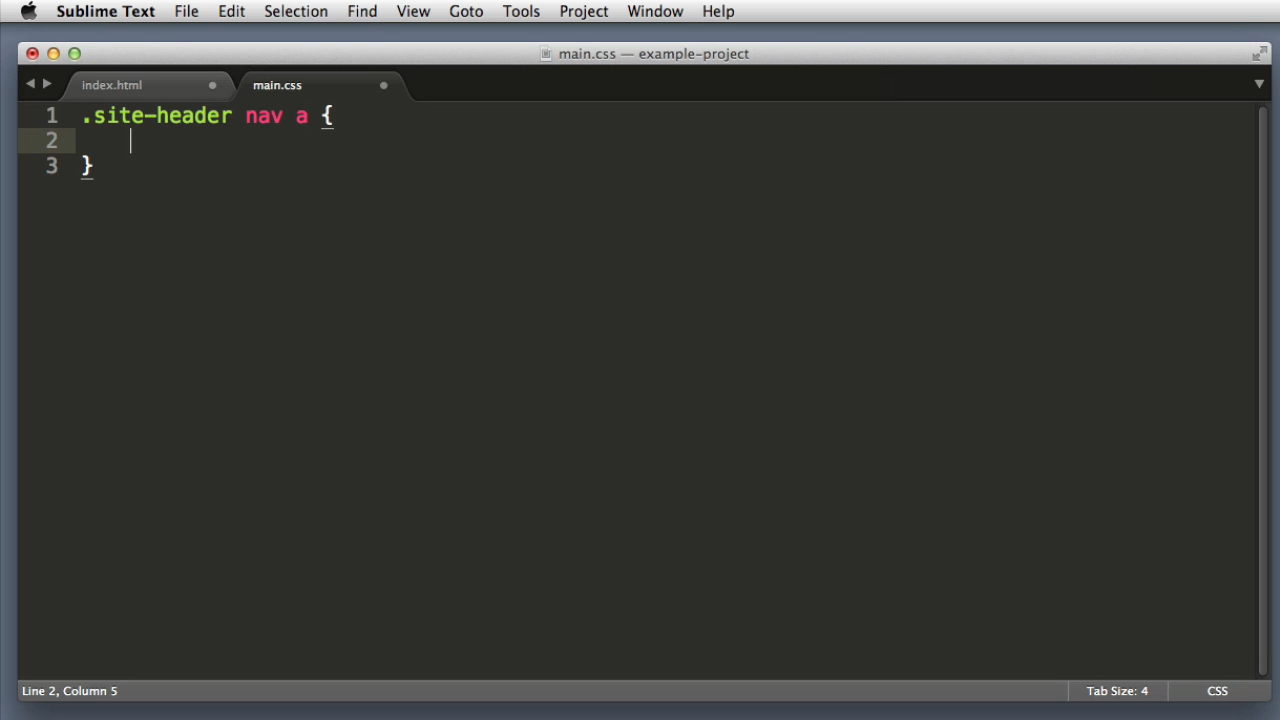 Sublime Text File Edit Selection Find View Goto Tools Project Window Help
main.css — example-project
index.html main.css
1 .site-header nav a {
2
3 }
Line 2, Column 5 Tab Size: 4 CSS